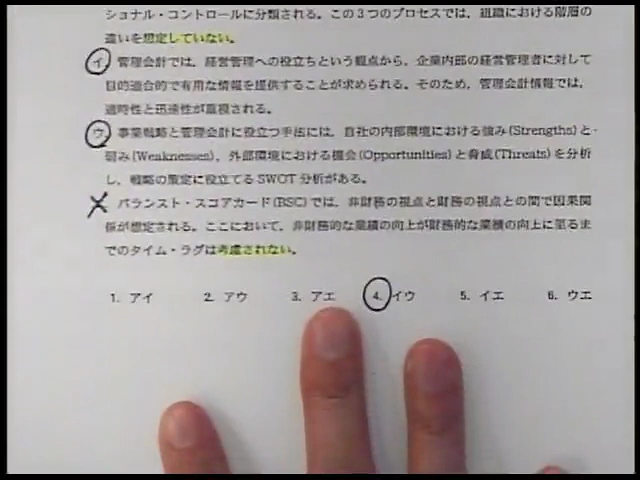 ショナル・コントロールに分類される。この3つのプロセスでは、組織における階層の
違いを想定していない。
イ 管理会計では、経営管理への役立ちという観点から、企業内部の経営管理者に対して
目的適合的で有用な情報を提供することが求められる。そのため、管理会計情報では、
適時性と迅速性が重視される。
ウ 事業戦略と管理会計に役立つ手法には、自社の内部環境における強み(Strengths)と
弱み(Weaknesses)、外部環境における機会(Opportunities)と脅威(Threats)を分析
し、戦略の策定に役立てるSWOT分析がある。
バランスト・スコアカード(BSC)では、非財務の視点と財務の視点との間で因果関
係が想定される。ここにおいて、非財務的な業績の向上が財務的な業績の向上に至るま
でのタイム・ラグは考慮されない。
1. アイ 2. アウ 3. アエ 4. イウ 5. イエ 6. ウエ